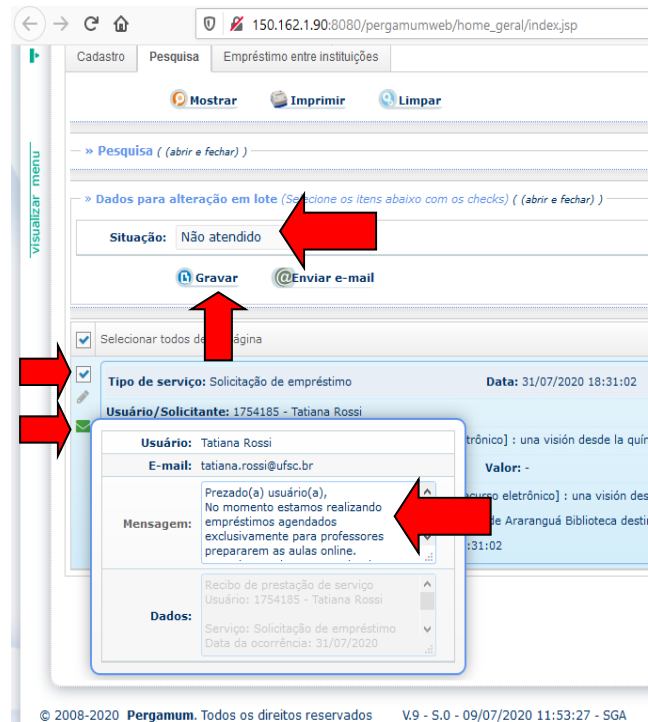 150.162.1.90:8080/pergamumweb/home_geral/index.jsp
Cadastro Pesquisa Empréstimo entre instituições
Mostrar Imprimir Limpar
» Pesquisa ( (abrir e fechar) )
» Dados para alteração em lote (Selecione os itens abaixo com os checks) ( (abrir e fechar) )
visualizar menu
Situação: Não atendido
Gravar @Enviar e-mail
Selecionar todos
Tipo de serviço: Solicitação de empréstimo Data: 31/07/2020 18:31:02
Usuário/Solicitante: 1754185 - Tatiana Rossi
trônico] : una visión desde la quím
Usuário: Tatiana Rossi
E-mail: tatiana.rossi@ufsc.br Valor: -
Mensagem: Prezado(a) usuário(a),
No momento estamos realizando
empréstimos agendados
exclusivamente para professores
prepararem as aulas online.
eletrônico] : una visión des
de Araranguá Biblioteca desti
:31:02
Dados: Recibo de prestação de serviço
Usuário: 1754185 - Tatiana Rossi
Serviço: Solicitação de empréstimo
Data da ocorrência: 31/07/2020
© 2008-2020 Pergamum. Todos os direitos reservados V.9 - S.0 - 09/07/2020 11:53:27 - SGA